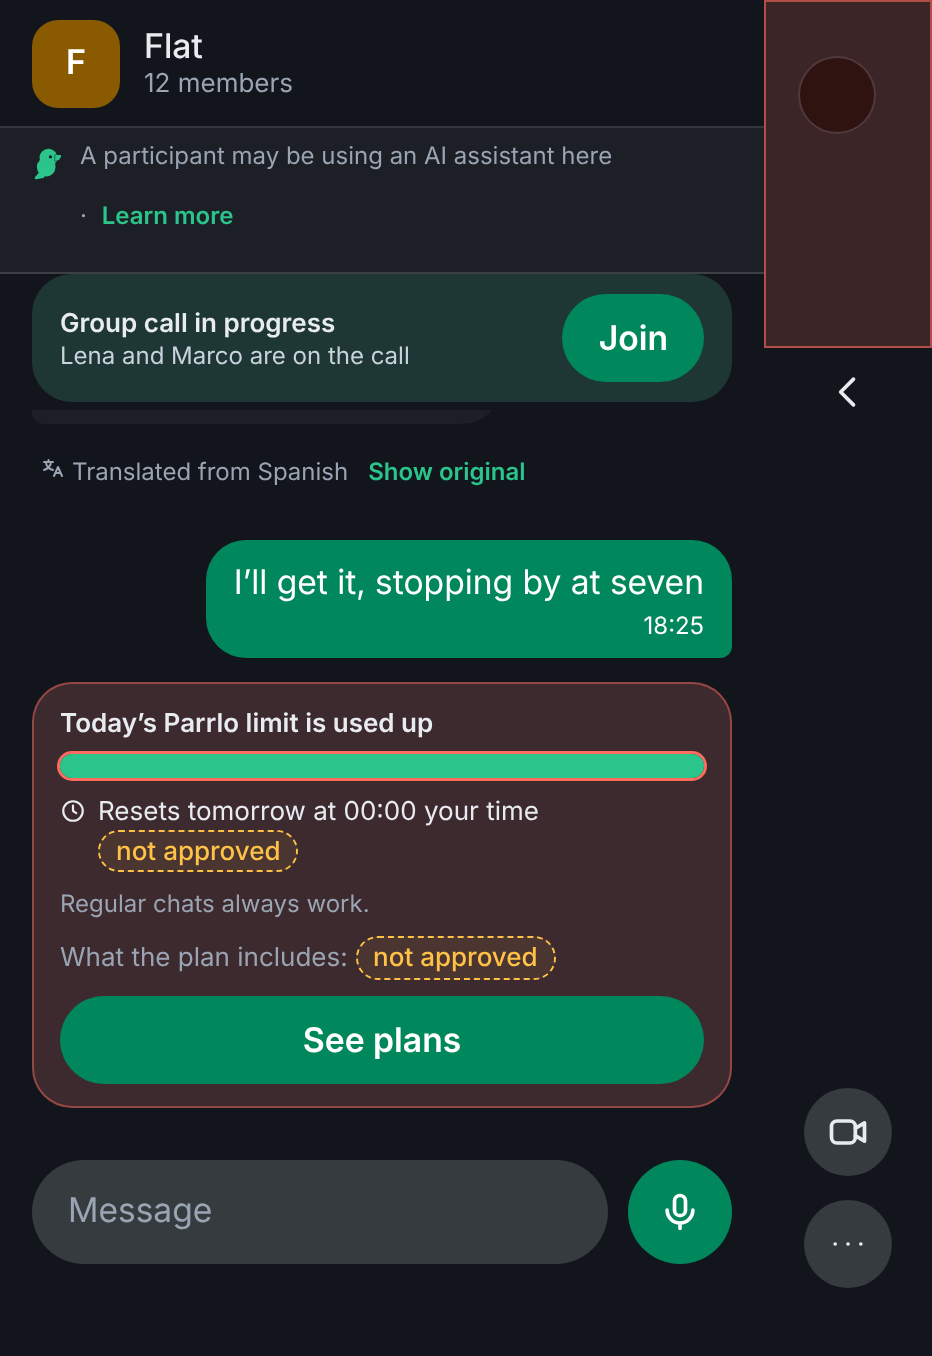 F
Flat
12 members
A participant may be using an AI assistant here
· Learn more
Group call in progress
Lena and Marco are on the call
Join
文A Translated from Spanish Show original
I’ll get it, stopping by at seven
18:25
Today’s Parrlo limit is used up
Resets tomorrow at 00:00 your time
not approved
Regular chats always work.
What the plan includes: not approved
See plans
Message